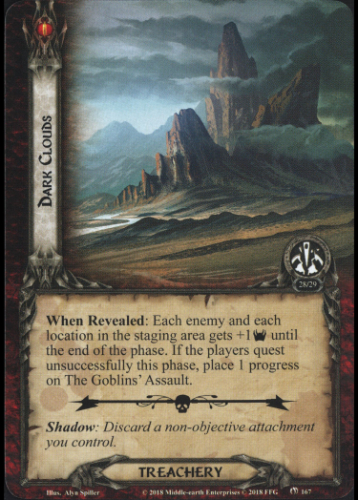 DARK CLOUDS
28/29
When Revealed: Each enemy and each
location in the staging area gets +1 until
the end of the phase. If the players quest
unsuccessfully this phase, place 1 progress
on The Goblins' Assault.
Shadow: Discard a non-objective attachment
you control.
TREACHERY
Illus. Alyn Spiller
© 2018 Middle-earth Enterprises © 2018 FFG
167